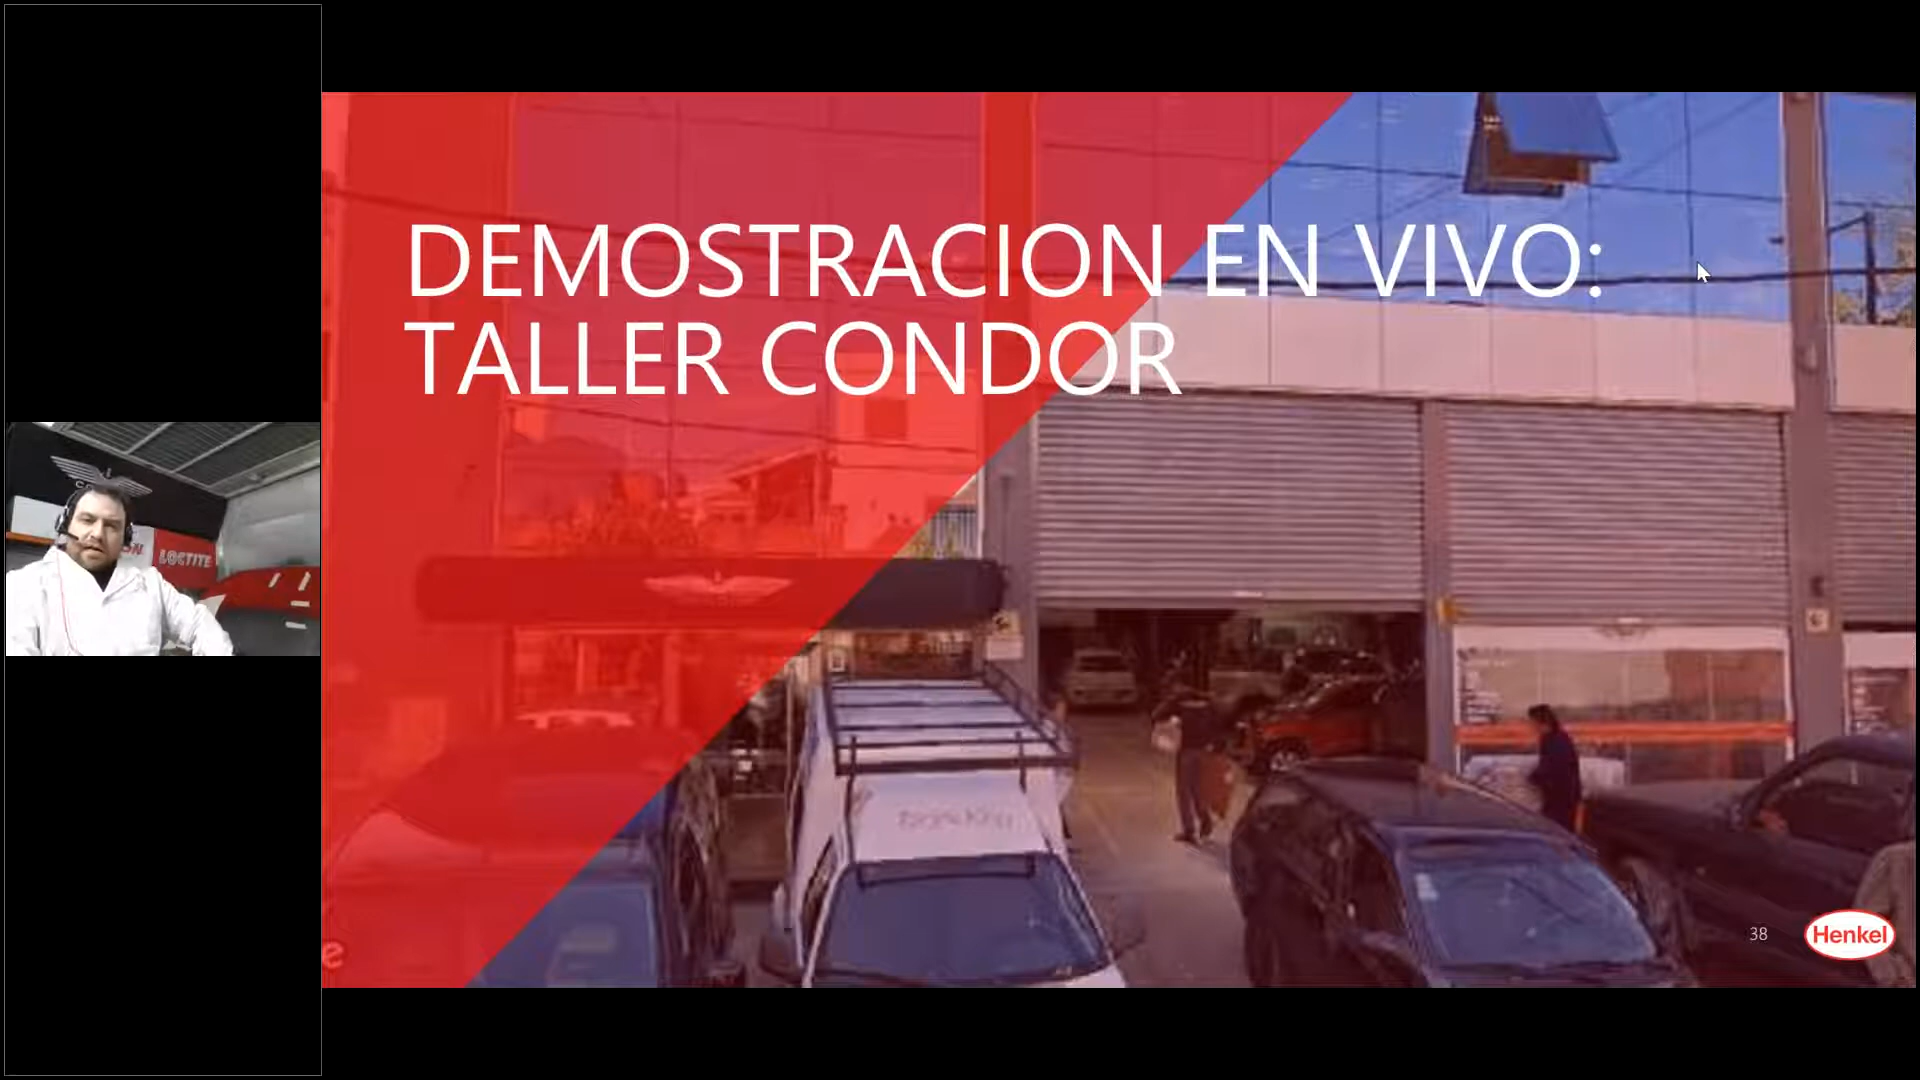 DEMOSTRACION EN VIVO:
TALLER CONDOR
LOCTITE
38
Henkel